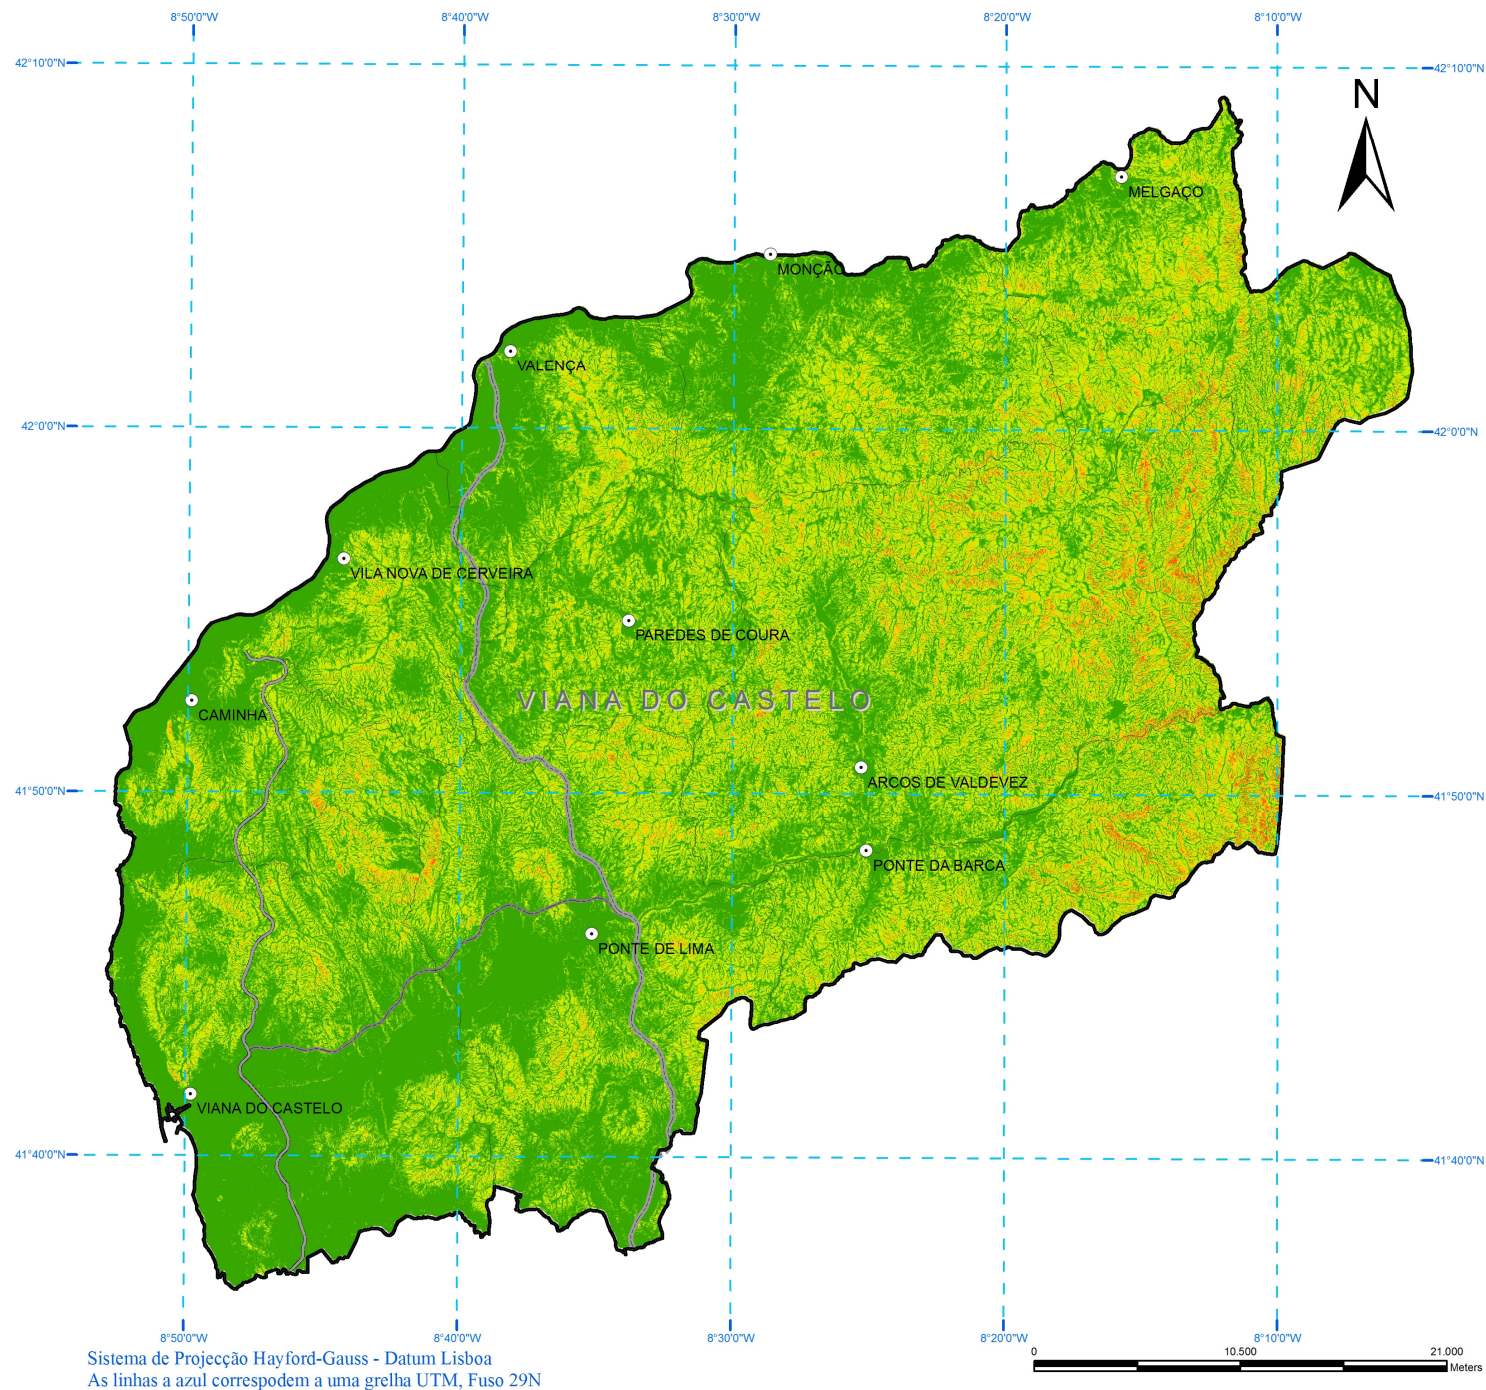 8°50'0"W 8°40'0"W 8°30'0"W 8°20'0"W 8°10'0"W
42°10'0"N 42°10'0"N
N
MELGAÇO
MONÇÃO
VALENÇA
42°0'0"N 42°0'0"N
VILA NOVA DE CERVEIRA
PAREDES DE COURA
VIANA DO CASTELO
CAMINHA
ARCOS DE VALDEVEZ
41°50'0"N 41°50'0"N
PONTE DA BARCA
PONTE DE LIMA
VIANA DO CASTELO
41°40'0"N 41°40'0"N
8°50'0"W 8°40'0"W 8°30'0"W 8°20'0"W 8°10'0"W
Sistema de Projecção Hayford-Gauss - Datum Lisboa
As linhas a azul correspodem a uma grelha UTM, Fuso 29N
0 10.500 21.000
Meters